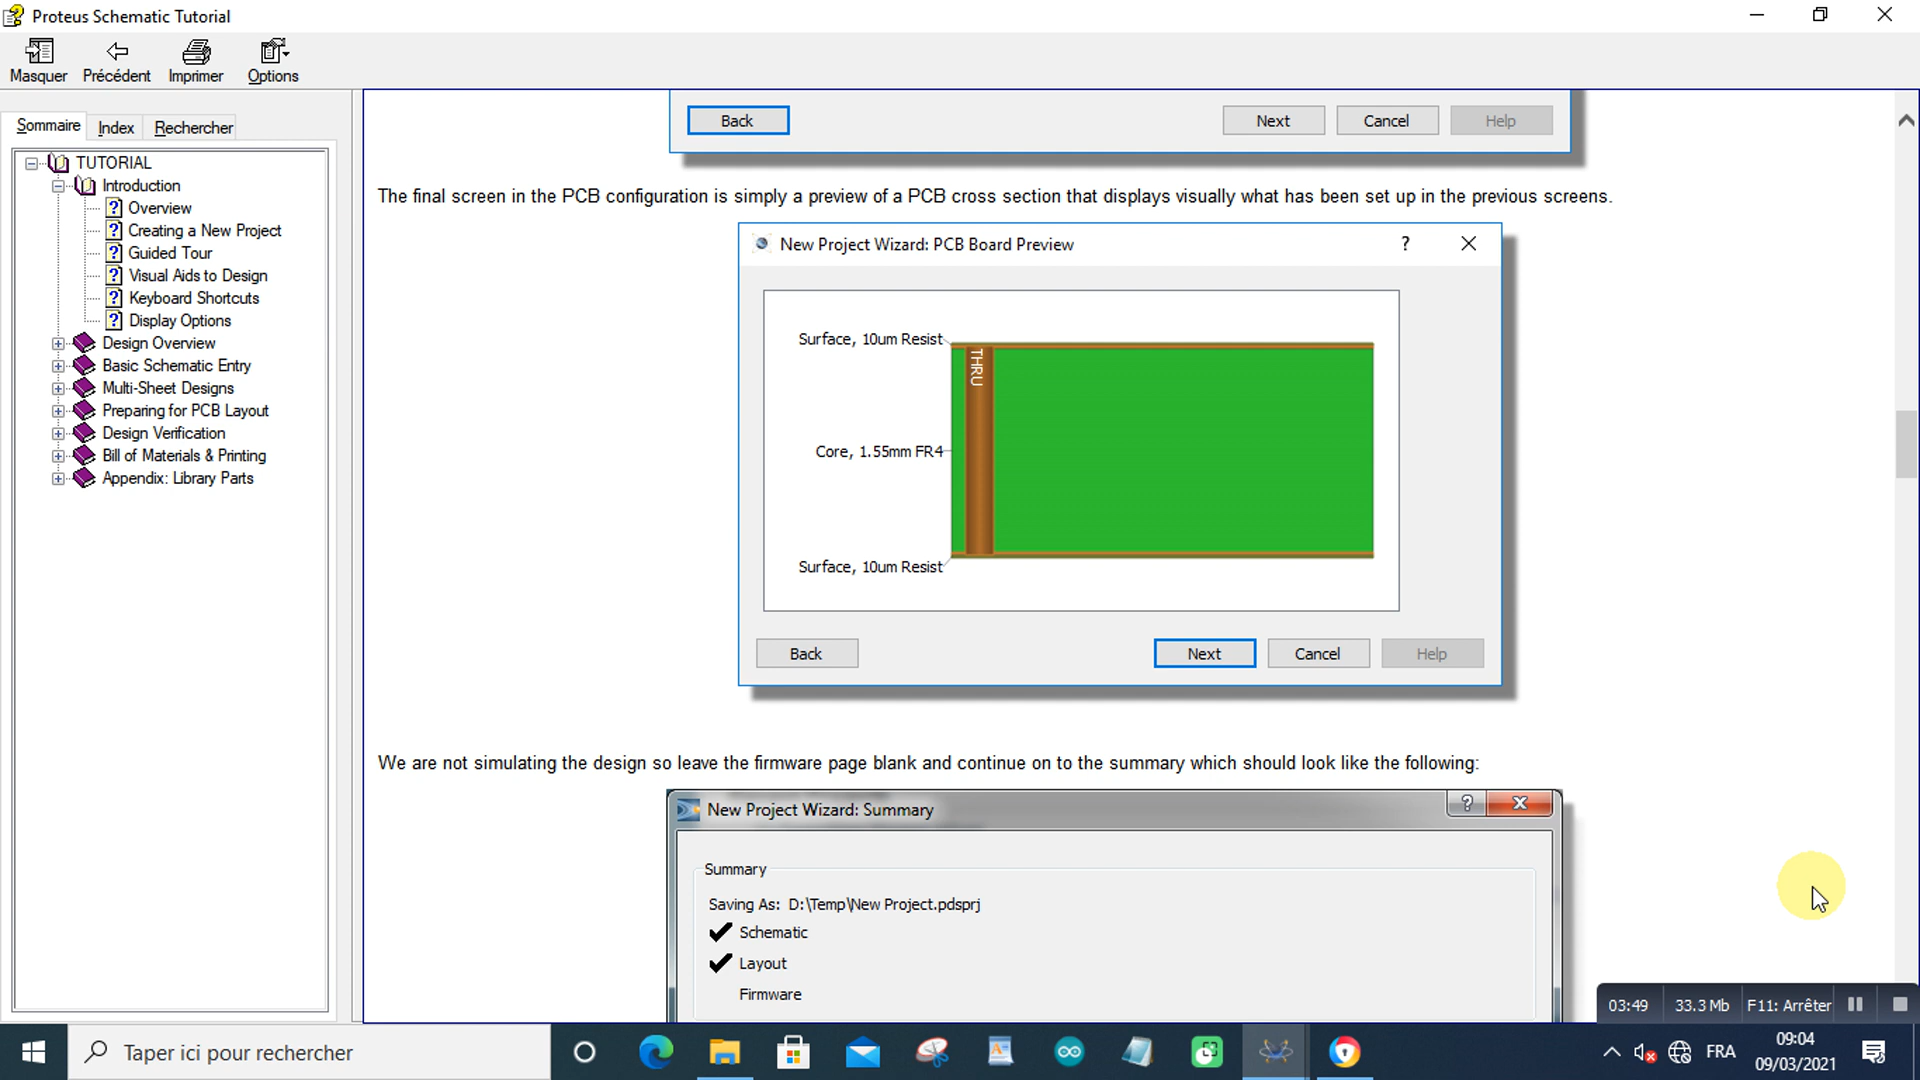 Proteus Schematic Tutorial
Masquer Précédent Imprimer Options
Sommaire Index Rechercher
TUTORIAL
Introduction
Overview
Creating a New Project
Guided Tour
Visual Aids to Design
Keyboard Shortcuts
Display Options
Design Overview
Basic Schematic Entry
Multi-Sheet Designs
Preparing for PCB Layout
Design Verification
Bill of Materials & Printing
Appendix: Library Parts
Back Next Cancel Help
The final screen in the PCB configuration is simply a preview of a PCB cross section that displays visually what has been set up in the previous screens.
New Project Wizard: PCB Board Preview ?
Surface, 10um Resist
THRU
Core, 1.55mm FR4
Surface, 10um Resist
Back Next Cancel Help
We are not simulating the design so leave the firmware page blank and continue on to the summary which should look like the following:
New Project Wizard: Summary ?
Summary
Saving As: D:\Temp\New Project.pdsprj
Schematic
Layout
Firmware
03:49 33.3 Mb F11: Arrêter
Taper ici pour rechercher
FRA
09:04
09/03/2021